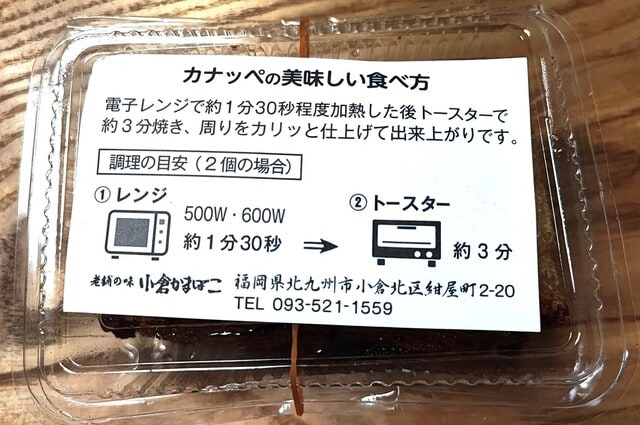 カナッペの美味しい食べ方
電子レンジで約1分30秒程度加熱した後トースターで
約3分焼き、周りをカリッと仕上げて出来上がりです。
調理の目安（2個の場合）
①レンジ
500W・600W
約1分30秒
⇒
②トースター
約3分
老舗の味 小倉かまぼこ 福岡県北九州市小倉北区紺屋町2-20
TEL 093-521-1559